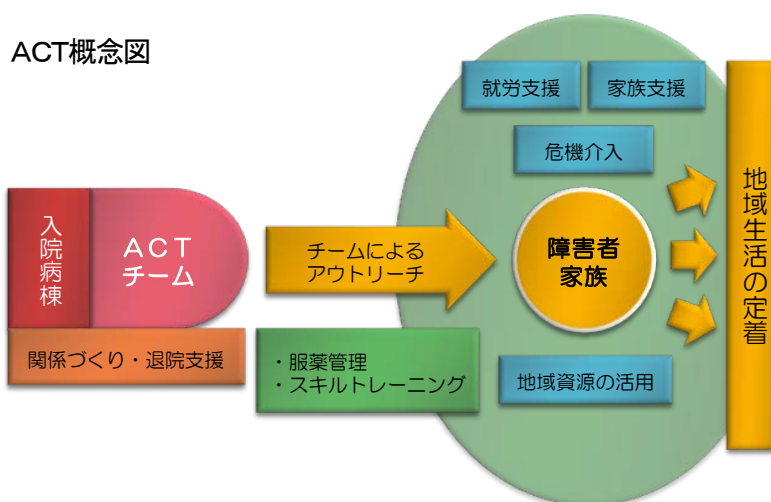 ACT概念図
就労支援
家族支援
危機介入
入院病棟
ACT
チーム
チームによる
アウトリーチ
障害者
家族
地域生活の定着
関係づくり・退院支援
・服薬管理
・スキルトレーニング
地域資源の活用